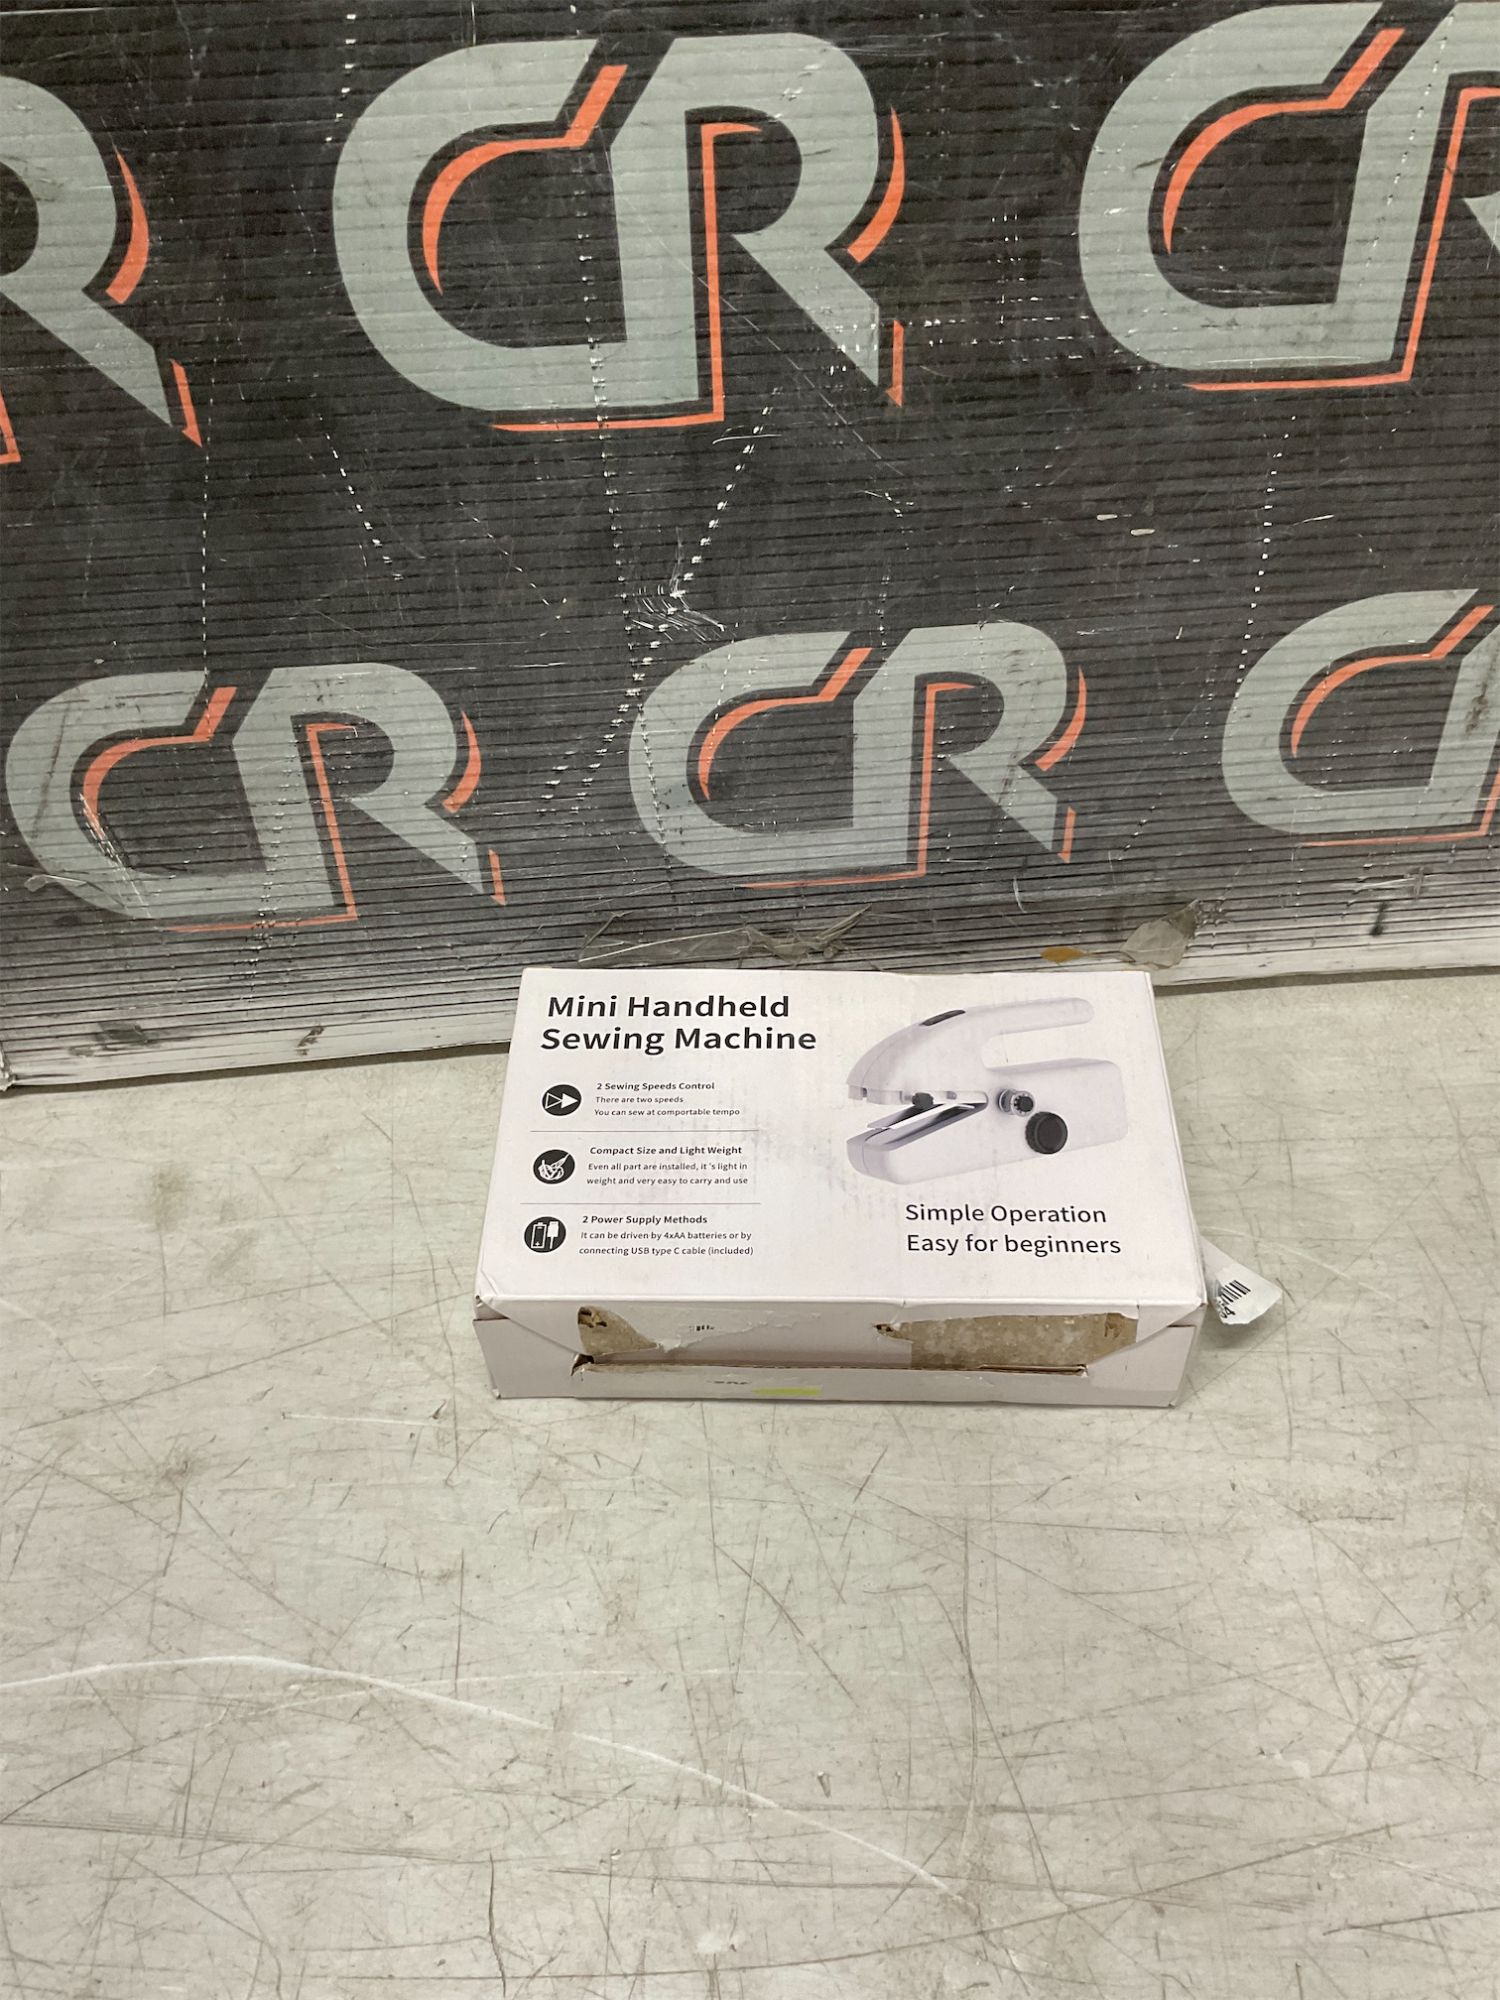 CR
CR
CR
CR
CR
CR
Mini Handheld
Sewing Machine
2 Sewing Speeds Control
There are two speeds
You can sew at comportable tempo
Compact Size and Light Weight
Even all part are installed, it 's light in
weight and very easy to carry and use
2 Power Supply Methods
It can be driven by 4xAA batteries or by
connecting USB type C cable (included)
Simple Operation
Easy for beginners